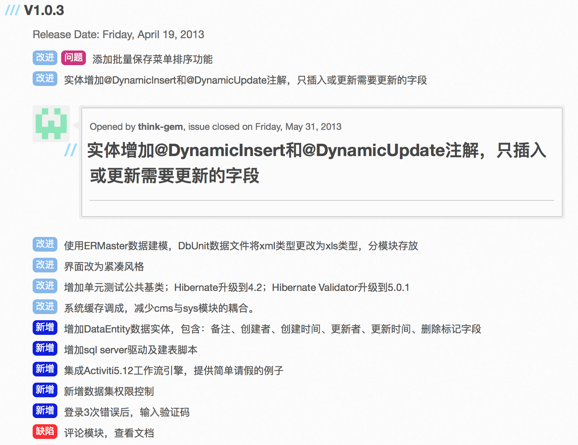 /// V1.0.3
Release Date: Friday, April 19, 2013
改进 问题 添加批量保存菜单排序功能
改进 实体增加@DynamicInsert和@DynamicUpdate注解，只插入或更新需要更新的字段
Opened by think-gem, issue closed on Friday, May 31, 2013
// 实体增加@DynamicInsert和@DynamicUpdate注解，只插入
或更新需要更新的字段
改进 使用ERMaster数据建模，DbUnit数据文件将xml类型更改为xls类型，分模块存放
改进 界面改为紧凑风格
改进 增加单元测试公共基类；Hibernate升级到4.2；Hibernate Validator升级到5.0.1
改进 系统缓存调成，减少cms与sys模块的耦合。
新增 增加DataEntity数据实体，包含：备注、创建者、创建时间、更新者、更新时间、删除标记字段
新增 增加sql server驱动及建表脚本
新增 集成Activiti5.12工作流引擎，提供简单请假的例子
新增 新增数据集权限控制
新增 登录3次错误后，输入验证码
缺陷 评论模块，查看文档